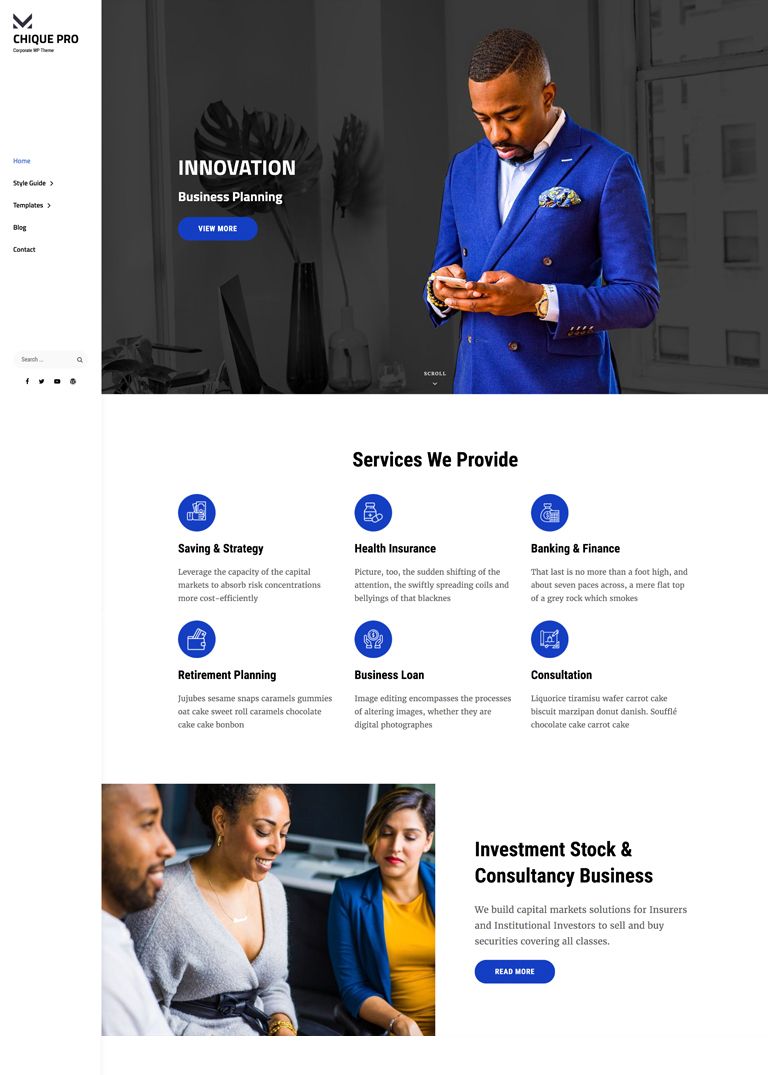 CHIQUE PRO
Corporate WP Theme
Home
Style Guide
Templates
Blog
Contact
Search ...
INNOVATION
Business Planning
VIEW MORE
SCROLL
Services We Provide
Saving & Strategy
Leverage the capacity of the capital
markets to absorb risk concentrations
more cost-efficiently
Health Insurance
Picture, too, the sudden shifting of the
attention, the swiftly spreading coils and
bellyings of that blacknes
Banking & Finance
That last is no more than a foot high, and
about seven paces across, a mere flat top
of a grey rock which smokes
Retirement Planning
Jujubes sesame snaps caramels gummies
oat cake sweet roll caramels chocolate
cake cake bonbon
Business Loan
Image editing encompasses the processes
of altering images, whether they are
digital photographes
Consultation
Liquorice tiramisu wafer carrot cake
biscuit marzipan donut danish. Soufflé
chocolate cake carrot cake
Investment Stock &
Consultancy Business
We build capital markets solutions for Insurers
and Institutional Investors to sell and buy
securities covering all classes.
READ MORE